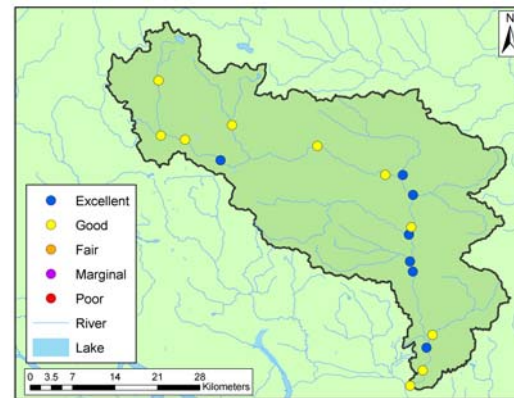 N
Excellent
Good
Fair
Marginal
Poor
River
Lake
0 3.5 7 14 21 28
Kilometers